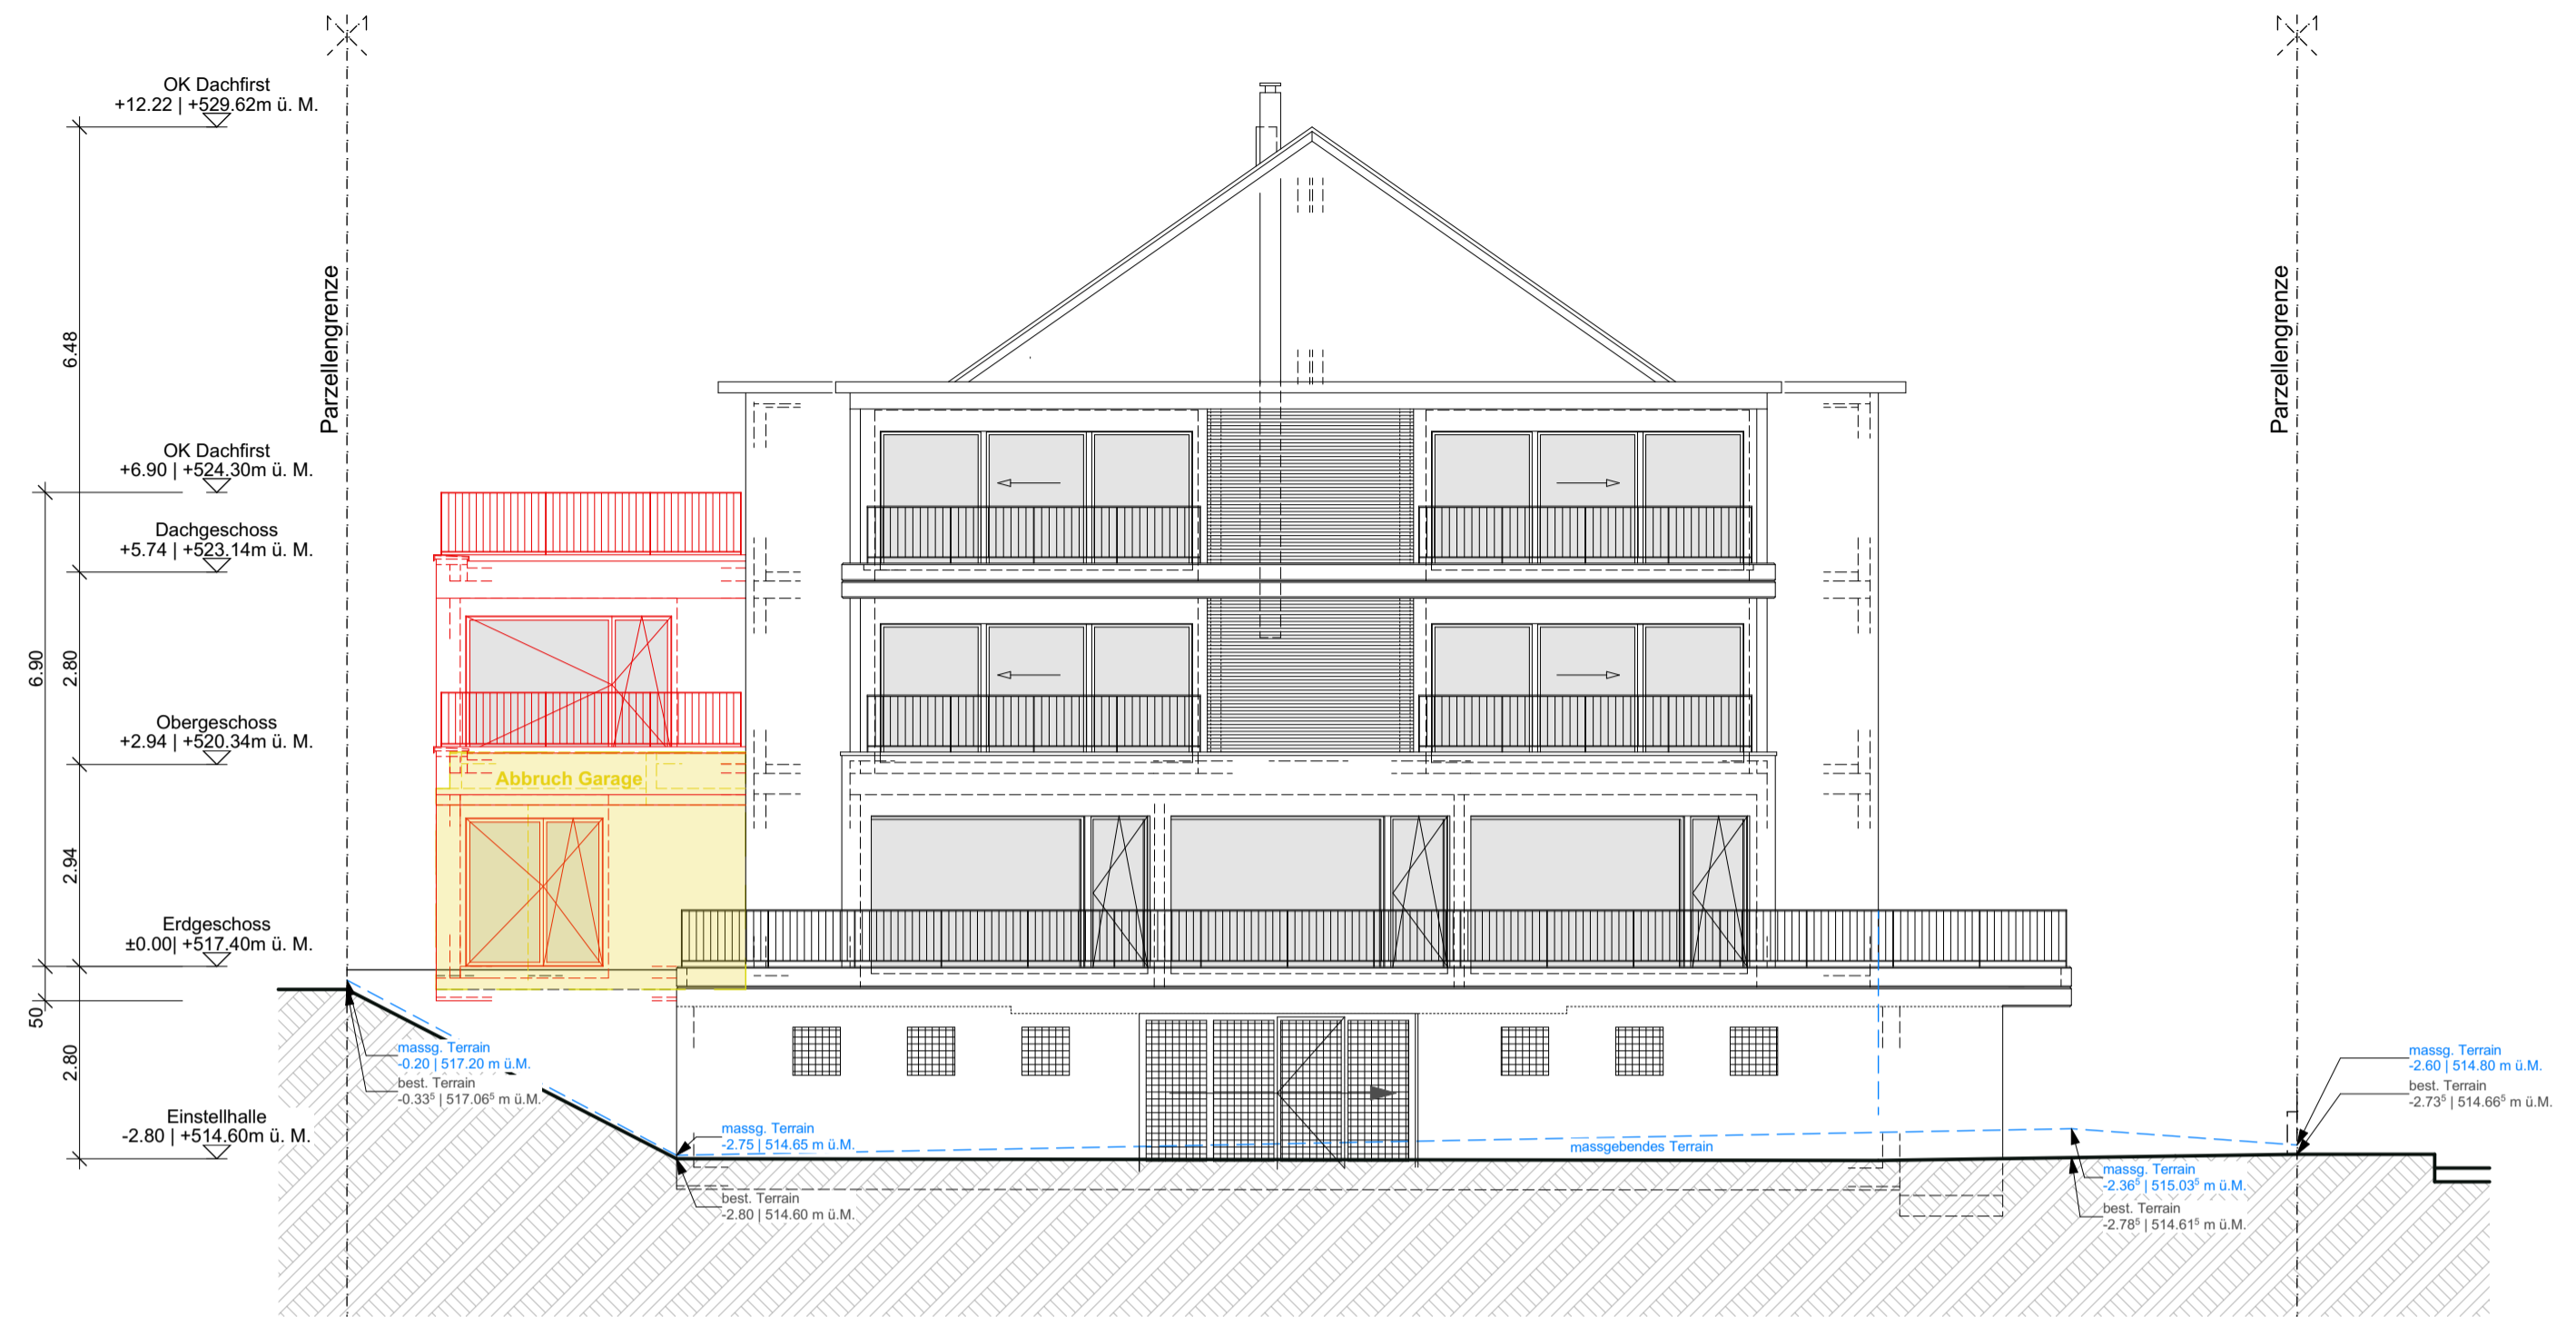 OK Dachfirst
+12.22 | +529.62m ü. M.
Parzellengrenze
Parzellengrenze
6.48
OK Dachfirst
+6.90 | +524.30m ü. M.
Dachgeschoss
+5.74 | +523.14m ü. M.
6.90
2.80
Obergeschoss
+2.94 | +520.34m ü. M.
Abbruch Garage
2.94
Erdgeschoss
±0.00| +517.40m ü. M.
50
2.80
massg. Terrain
-0.20 | 517.20 m ü.M.
best. Terrain
-0.33⁵ | 517.06⁵ m ü.M.
massg. Terrain
-2.60 | 514.80 m ü.M.
best. Terrain
-2.73⁵ | 514.66⁵ m ü.M.
Einstellhalle
-2.80 | +514.60m ü. M.
massg. Terrain
-2.75 | 514.65 m ü.M.
massgebendes Terrain
massg. Terrain
-2.36⁵ | 515.03⁵ m ü.M.
best. Terrain
-2.80 | 514.60 m ü.M.
best. Terrain
-2.78⁵ | 514.61⁵ m ü.M.